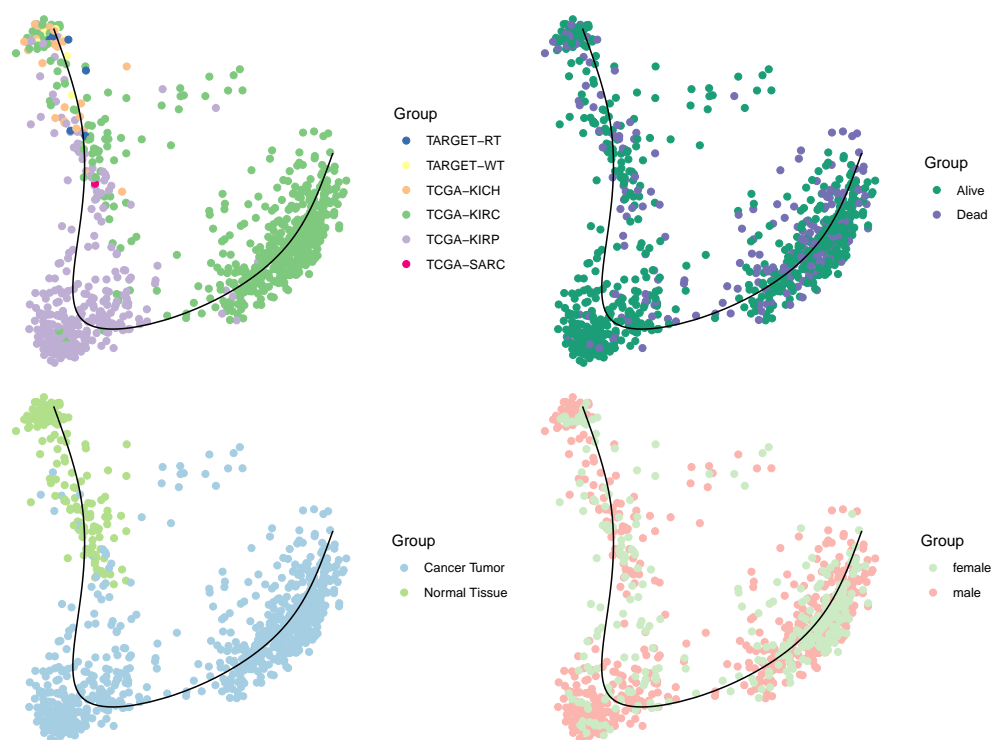 Group
TARGET−RT
TARGET−WT
TCGA−KICH
TCGA−KIRC
TCGA−KIRP
TCGA−SARC
Group
Alive
Dead
Group
Cancer Tumor
Normal Tissue
Group
female
male